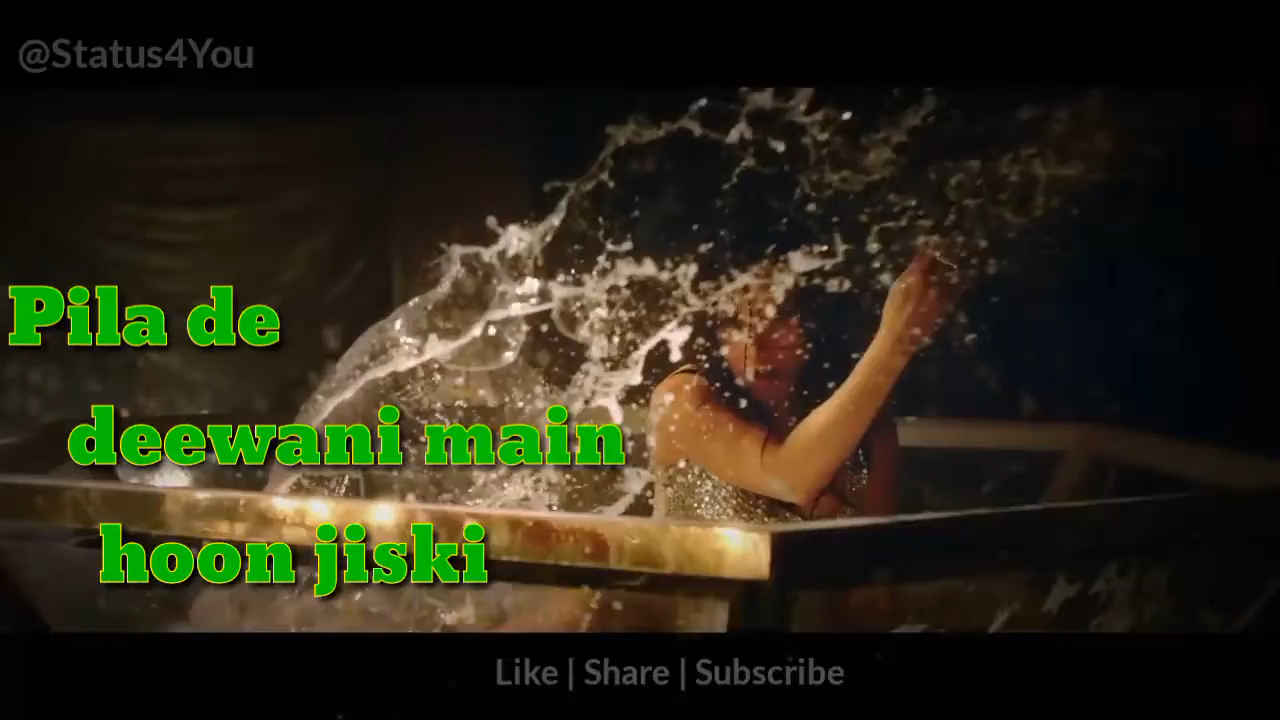 @Status4You
Pila de
deewani main
hoon jiski
Like | Share | Subscribe